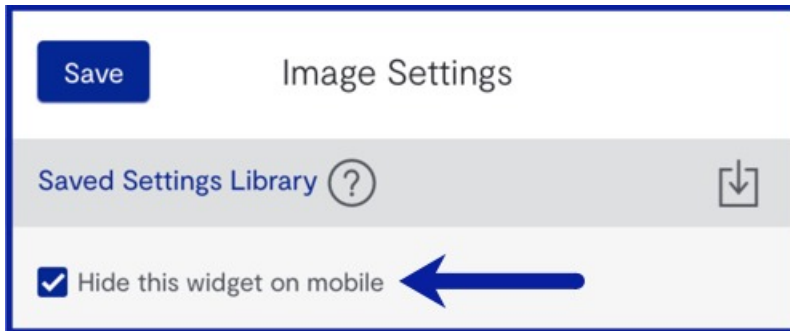 Save
Image Settings
Saved Settings Library ?
Hide this widget on mobile